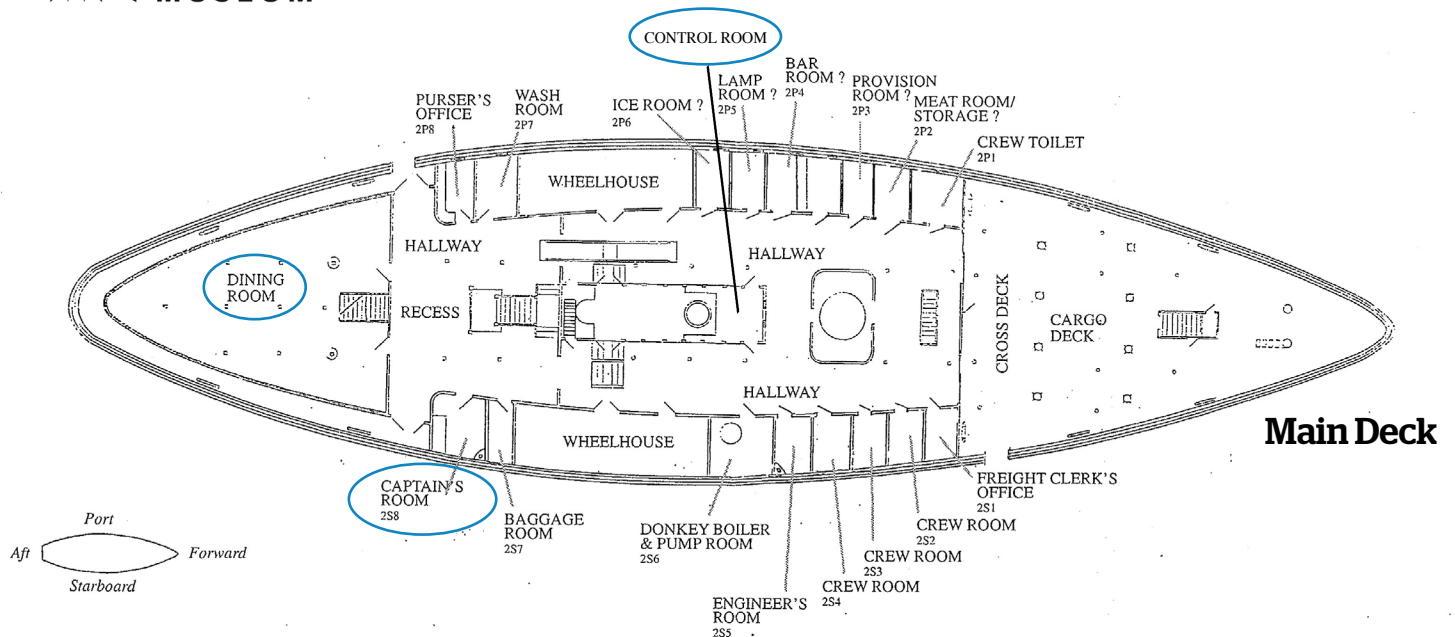 CONTROL ROOM
PURSER'S
OFFICE
2P8
WASH
ROOM
2P7
ICE ROOM ?
2P6
LAMP
ROOM ?
2P5
BAR
ROOM ?
2P4
PROVISION
ROOM ?
2P3
MEAT ROOM/
STORAGE ?
2P2
CREW TOILET
2P1
WHEELHOUSE
HALLWAY
HALLWAY
DINING
ROOM
RECESS
CROSS DECK
CARGO
DECK
HALLWAY
WHEELHOUSE
Main Deck
CAPTAIN'S
ROOM
2S8
BAGGAGE
ROOM
2S7
DONKEY BOILER
& PUMP ROOM
2S6
ENGINEER'S
ROOM
2S5
CREW ROOM
2S4
CREW ROOM
2S3
CREW ROOM
2S2
FREIGHT CLERK'S
OFFICE
2S1
Port
Aft
Forward
Starboard